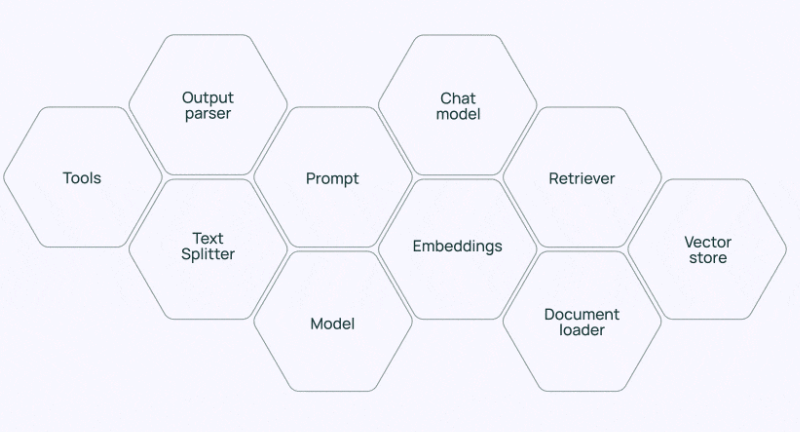 Output
parser
Chat
model
Tools
Prompt
Retriever
Text
Splitter
Embeddings
Vector
store
Model
Document
loader